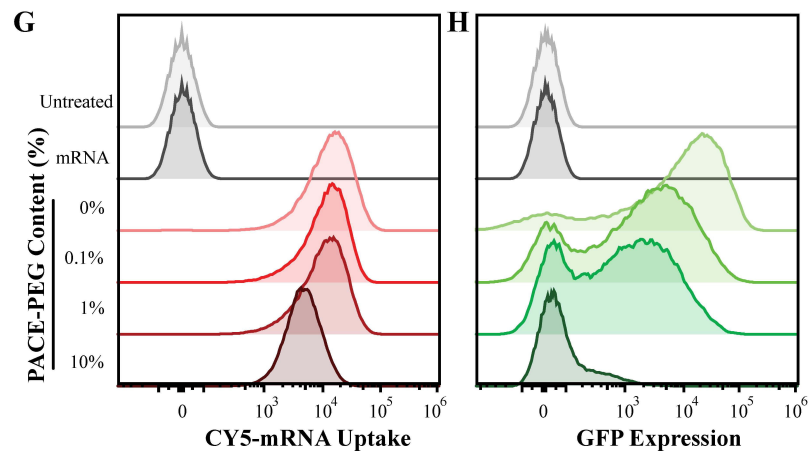 G
H
Untreated
mRNA
PACE-PEG Content (%)
0%
0.1%
1%
10%
0 10³ 10⁴ 10⁵ 10⁶
0 10³ 10⁴ 10⁵ 10⁶
CY5-mRNA Uptake
GFP Expression